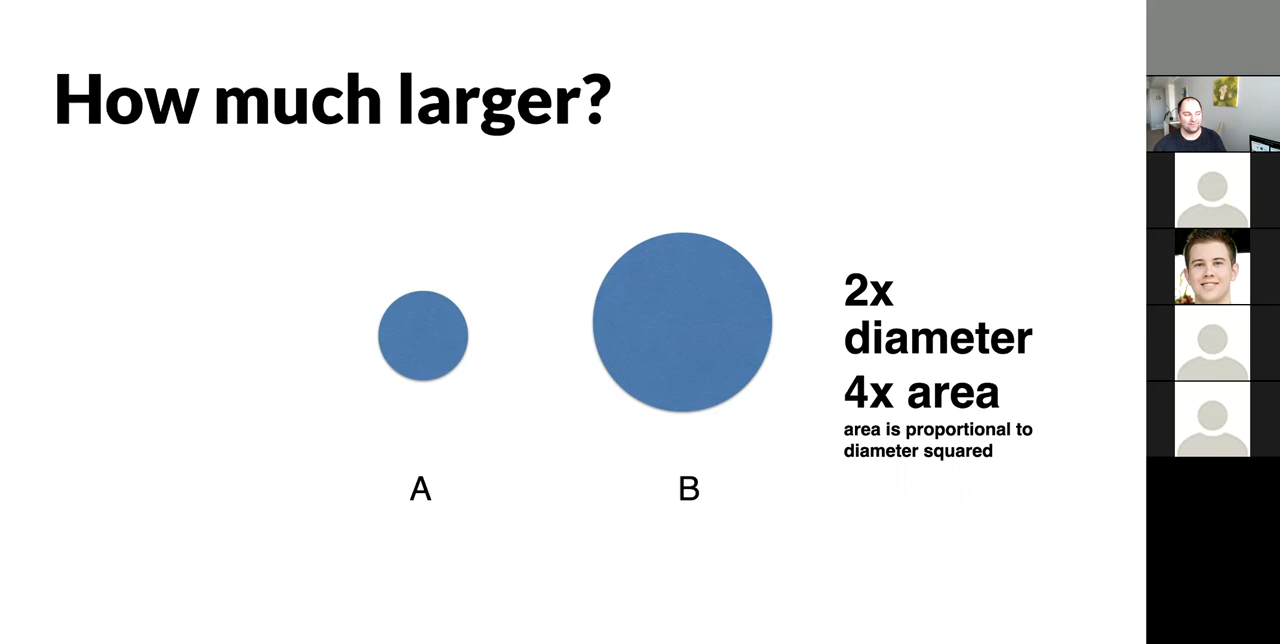 How much larger?
2x
diameter
4x area
area is proportional to
diameter squared
A
B